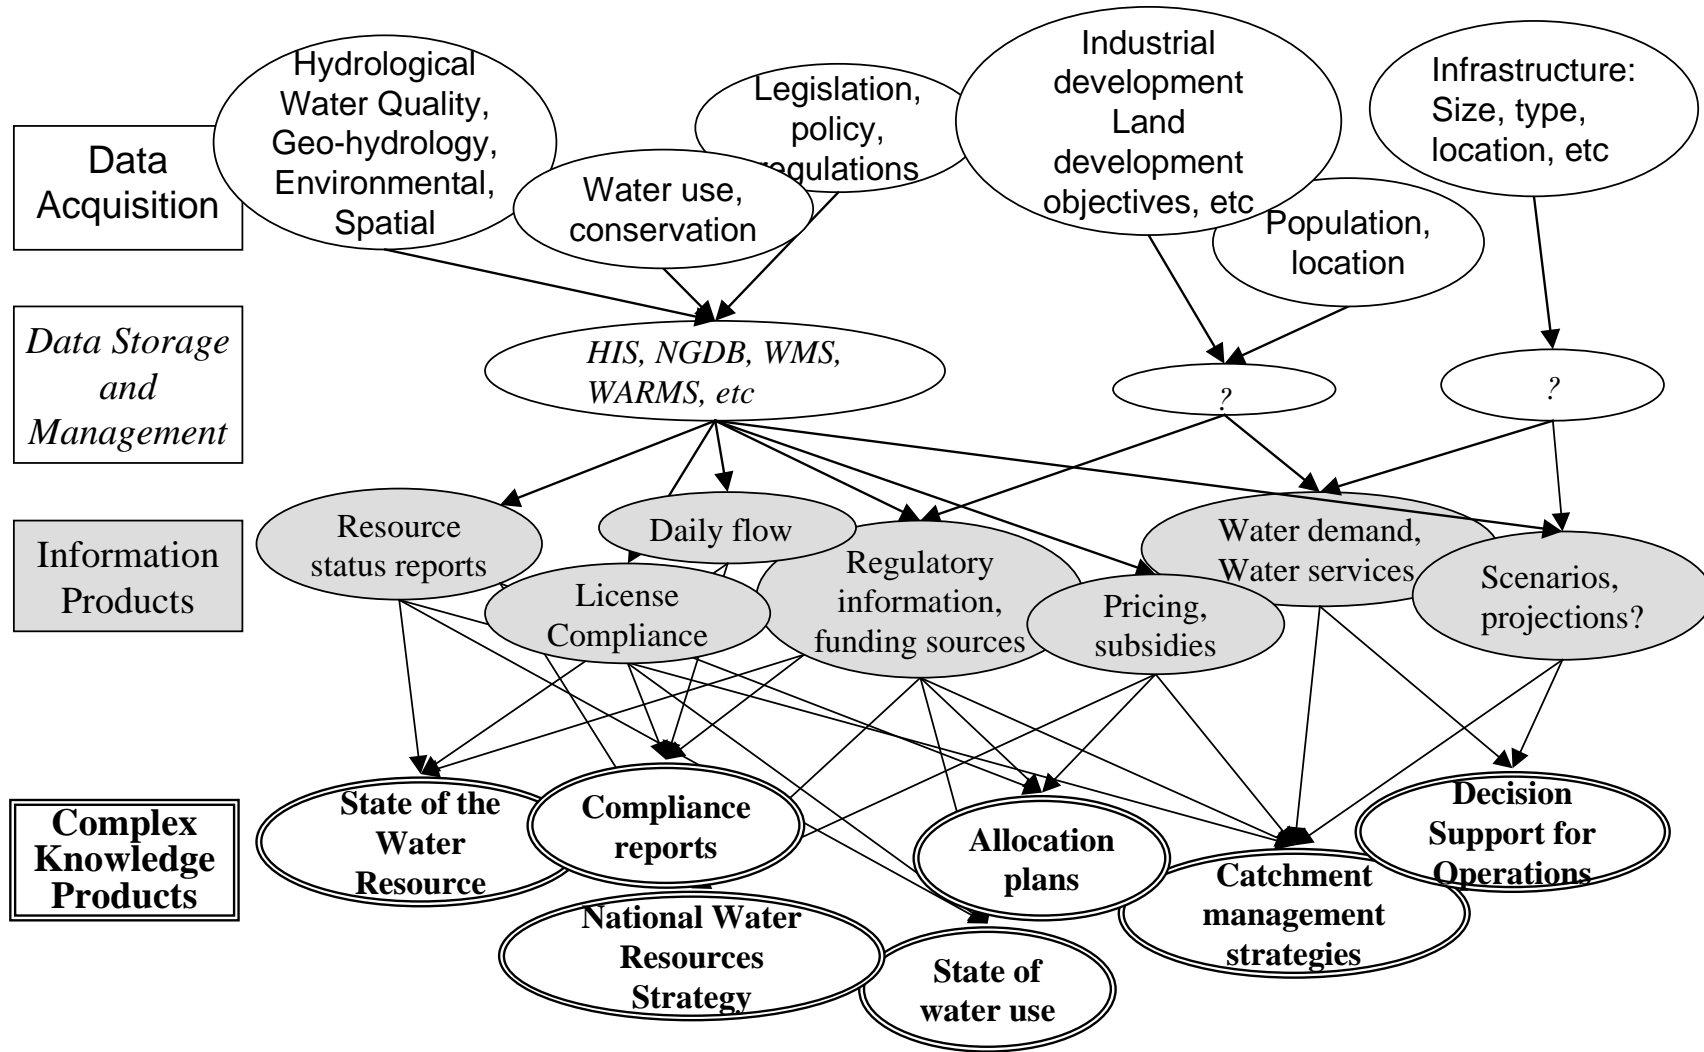 Data
Acquisition
Hydrological
Water Quality,
Geo-hydrology,
Environmental,
Spatial
Water use,
conservation
Legislation,
policy,
regulations
Industrial
development
Land
development
objectives, etc
Population,
location
Infrastructure:
Size, type,
location, etc
Data Storage
and
Management
HIS, NGDB, WMS,
WARMS, etc
?
?
Information
Products
Resource
status reports
Daily flow
License
Compliance
Regulatory
information,
funding sources
Pricing,
subsidies
Water demand,
Water services
Scenarios,
projections?
Complex
Knowledge
Products
State of the
Water
Resource
Compliance
reports
National Water
Resources
Strategy
State of
water use
Allocation
plans
Catchment
management
strategies
Decision
Support for
Operations